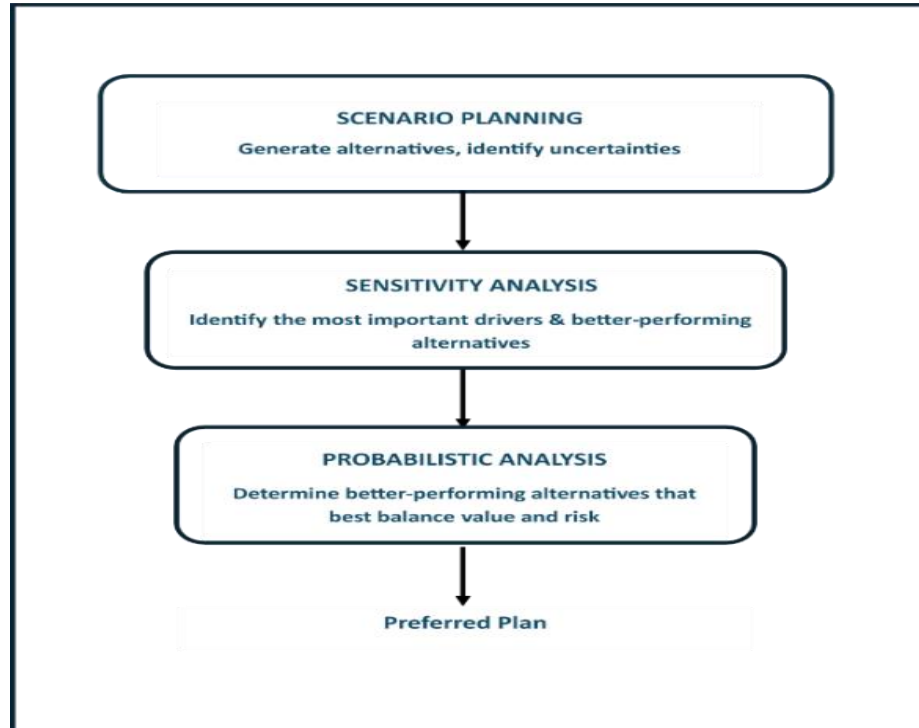 SCENARIO PLANNING
Generate alternatives, identify uncertainties
SENSITIVITY ANALYSIS
Identify the most important drivers & better-performing
alternatives
PROBABILISTIC ANALYSIS
Determine better-performing alternatives that
best balance value and risk
Preferred Plan